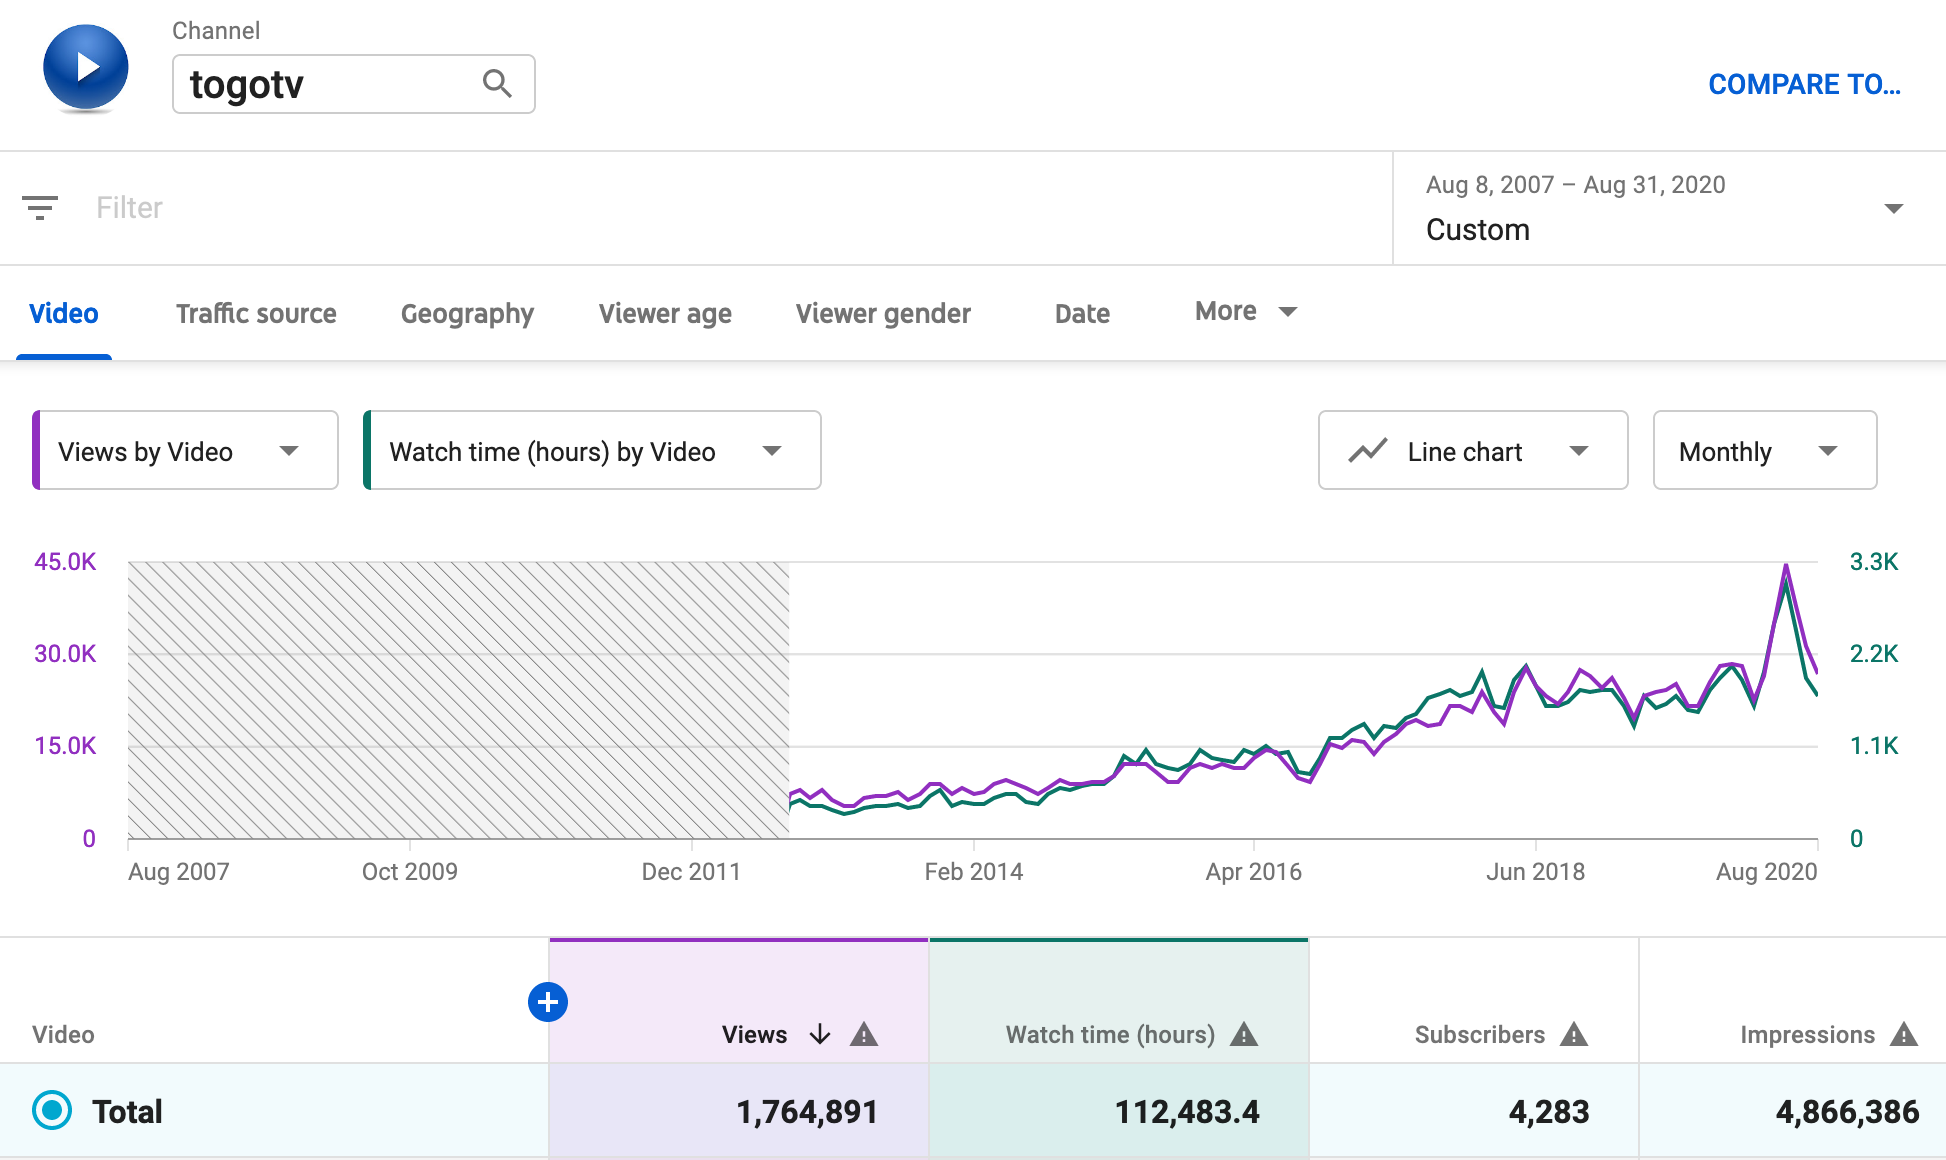 Channel
togotv
COMPARE TO...
Filter
Aug 8, 2007 – Aug 31, 2020
Custom
Video Traffic source Geography Viewer age Viewer gender Date More
Views by Video Watch time (hours) by Video Line chart Monthly
45.0K 3.3K
30.0K 2.2K
15.0K 1.1K
0 0
Aug 2007 Oct 2009 Dec 2011 Feb 2014 Apr 2016 Jun 2018 Aug 2020
Video Views Watch time (hours) Subscribers Impressions
Total 1,764,891 112,483.4 4,283 4,866,386